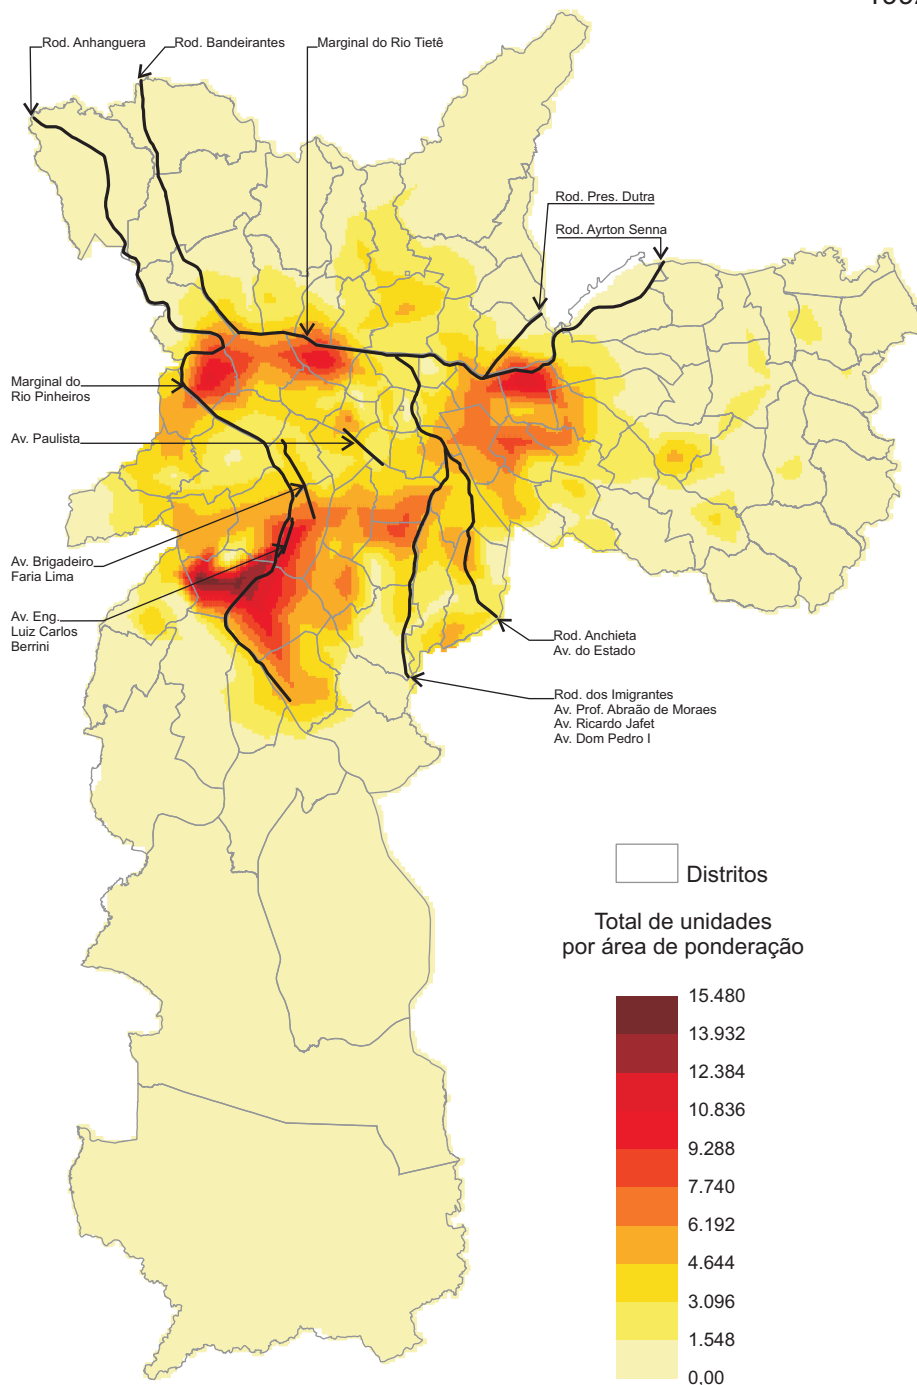 Rod. Anhanguera
Rod. Bandeirantes
Marginal do Rio Tietê
Rod. Pres. Dutra
Rod. Ayrton Senna
Marginal do
Rio Pinheiros
Av. Paulista
Av. Brigadeiro
Faria Lima
Av. Eng.
Luiz Carlos
Berrini
Rod. Anchieta
Av. do Estado
Rod. dos Imigrantes
Av. Prof. Abraão de Moraes
Av. Ricardo Jafet
Av. Dom Pedro I
Distritos
Total de unidades
por área de ponderação
15.480
13.932
12.384
10.836
9.288
7.740
6.192
4.644
3.096
1.548
0,00